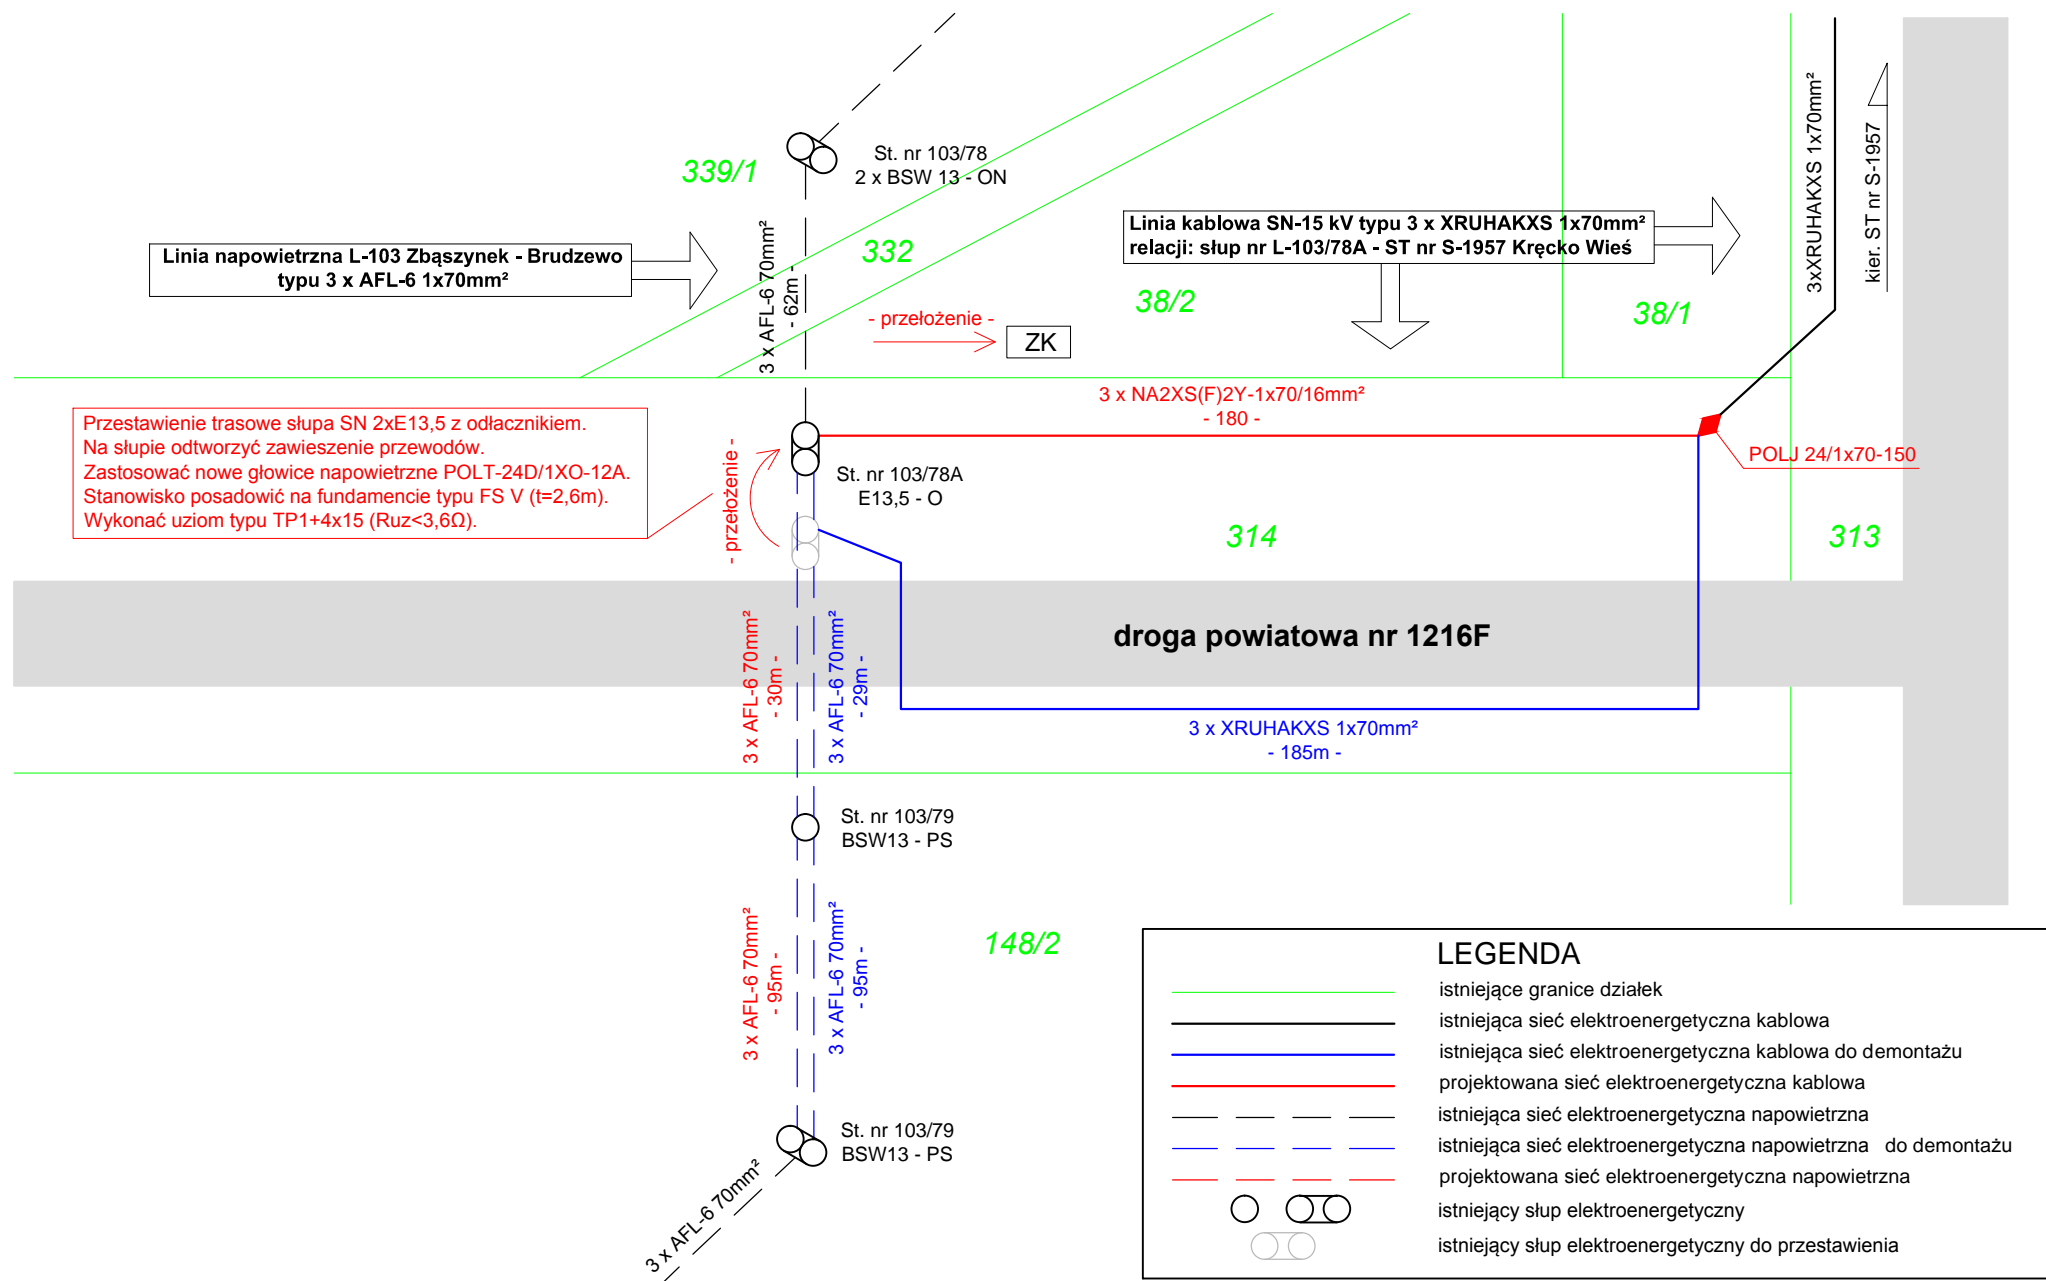 St. nr 103/78
2 x BSW 13 - ON
339/1
332
Linia napowietrzna L-103 Zbąszynek - Brudzewo
typu 3 x AFL-6 1x70mm²
3 x AFL-6 70mm²
- 62m -
Linia kablowa SN-15 kV typu 3 x XRUHAKXS 1x70mm²
relacji: słup nr L-103/78A - ST nr S-1957 Kręcko Wieś
38/2
38/1
3xXRUHAKXS 1x70mm²
kier. ST nr S-1957
- przełożenie -
ZK
3 x NA2XS(F)2Y-1x70/16mm²
- 180 -
Przestawienie trasowe słupa SN 2xE13,5 z odłacznikiem.
Na słupie odtworzyć zawieszenie przewodów.
Zastosować nowe głowice napowietrzne POLT-24D/1XO-12A.
Stanowisko posadowić na fundamencie typu FS V (t=2,6m).
Wykonać uziom typu TP1+4x15 (Ruz<3,6Ω).
- przełożenie -
St. nr 103/78A
E13,5 - O
POLJ 24/1x70-150
314
313
droga powiatowa nr 1216F
3 x AFL-6 70mm²
- 30m -
3 x AFL-6 70mm²
- 29m -
3 x XRUHAKXS 1x70mm²
- 185m -
St. nr 103/79
BSW13 - PS
3 x AFL-6 70mm²
- 95m -
3 x AFL-6 70mm²
- 95m -
148/2
St. nr 103/79
BSW13 - PS
3 x AFL-6 70mm²
LEGENDA
istniejące granice działek
istniejąca sieć elektroenergetyczna kablowa
istniejąca sieć elektroenergetyczna kablowa do demontażu
projektowana sieć elektroenergetyczna kablowa
istniejąca sieć elektroenergetyczna napowietrzna
istniejąca sieć elektroenergetyczna napowietrzna do demontażu
projektowana sieć elektroenergetyczna napowietrzna
istniejący słup elektroenergetyczny
istniejący słup elektroenergetyczny do przestawienia